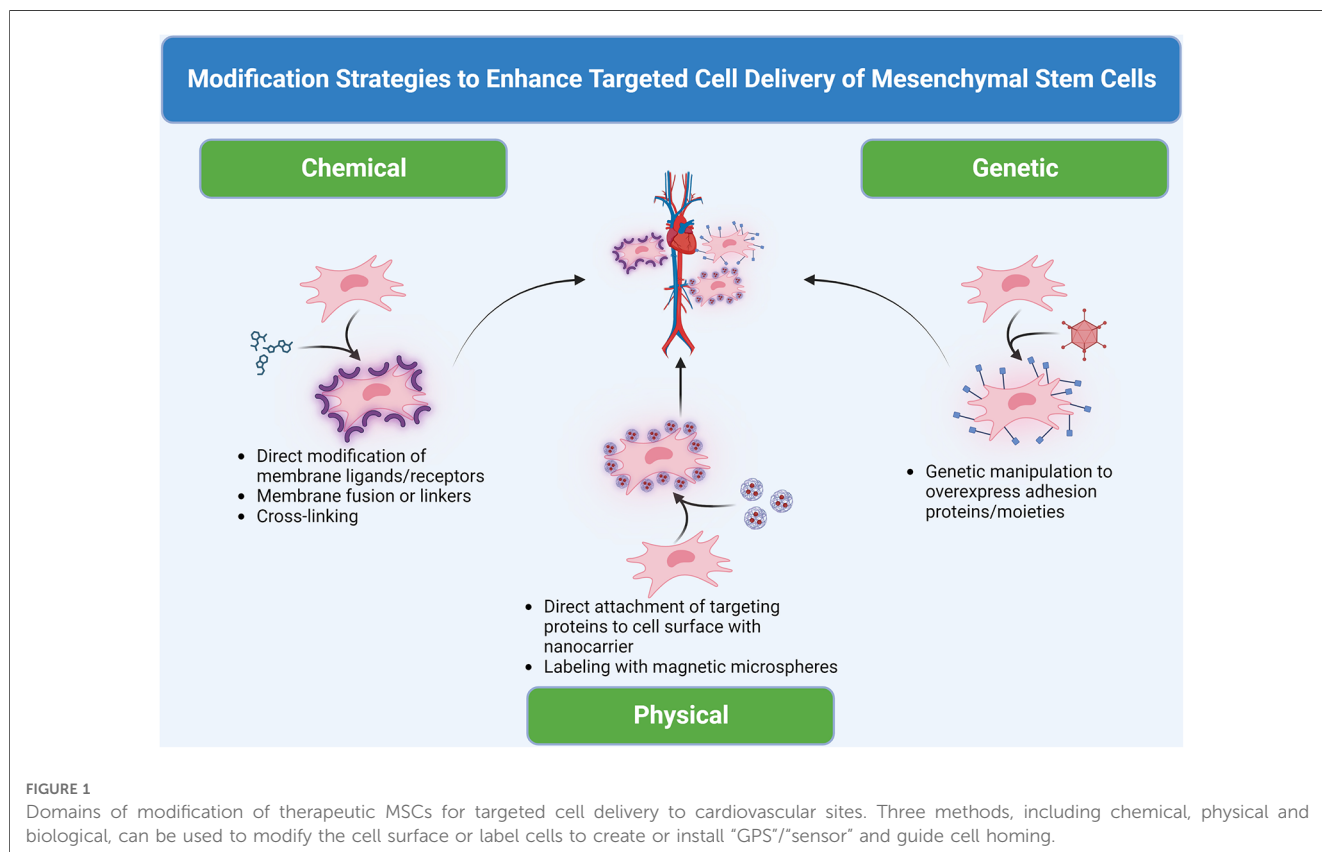 Modification Strategies to Enhance Targeted Cell Delivery of Mesenchymal Stem Cells
Chemical
Genetic
• Direct modification of
membrane ligands/receptors
• Membrane fusion or linkers
• Cross-linking
• Genetic manipulation to
overexpress adhesion
proteins/moieties
• Direct attachment of targeting
proteins to cell surface with
nanocarrier
• Labeling with magnetic microspheres
Physical
FIGURE 1
Domains of modification of therapeutic MSCs for targeted cell delivery to cardiovascular sites. Three methods, including chemical, physical and
biological, can be used to modify the cell surface or label cells to create or install “GPS”/“sensor” and guide cell homing.